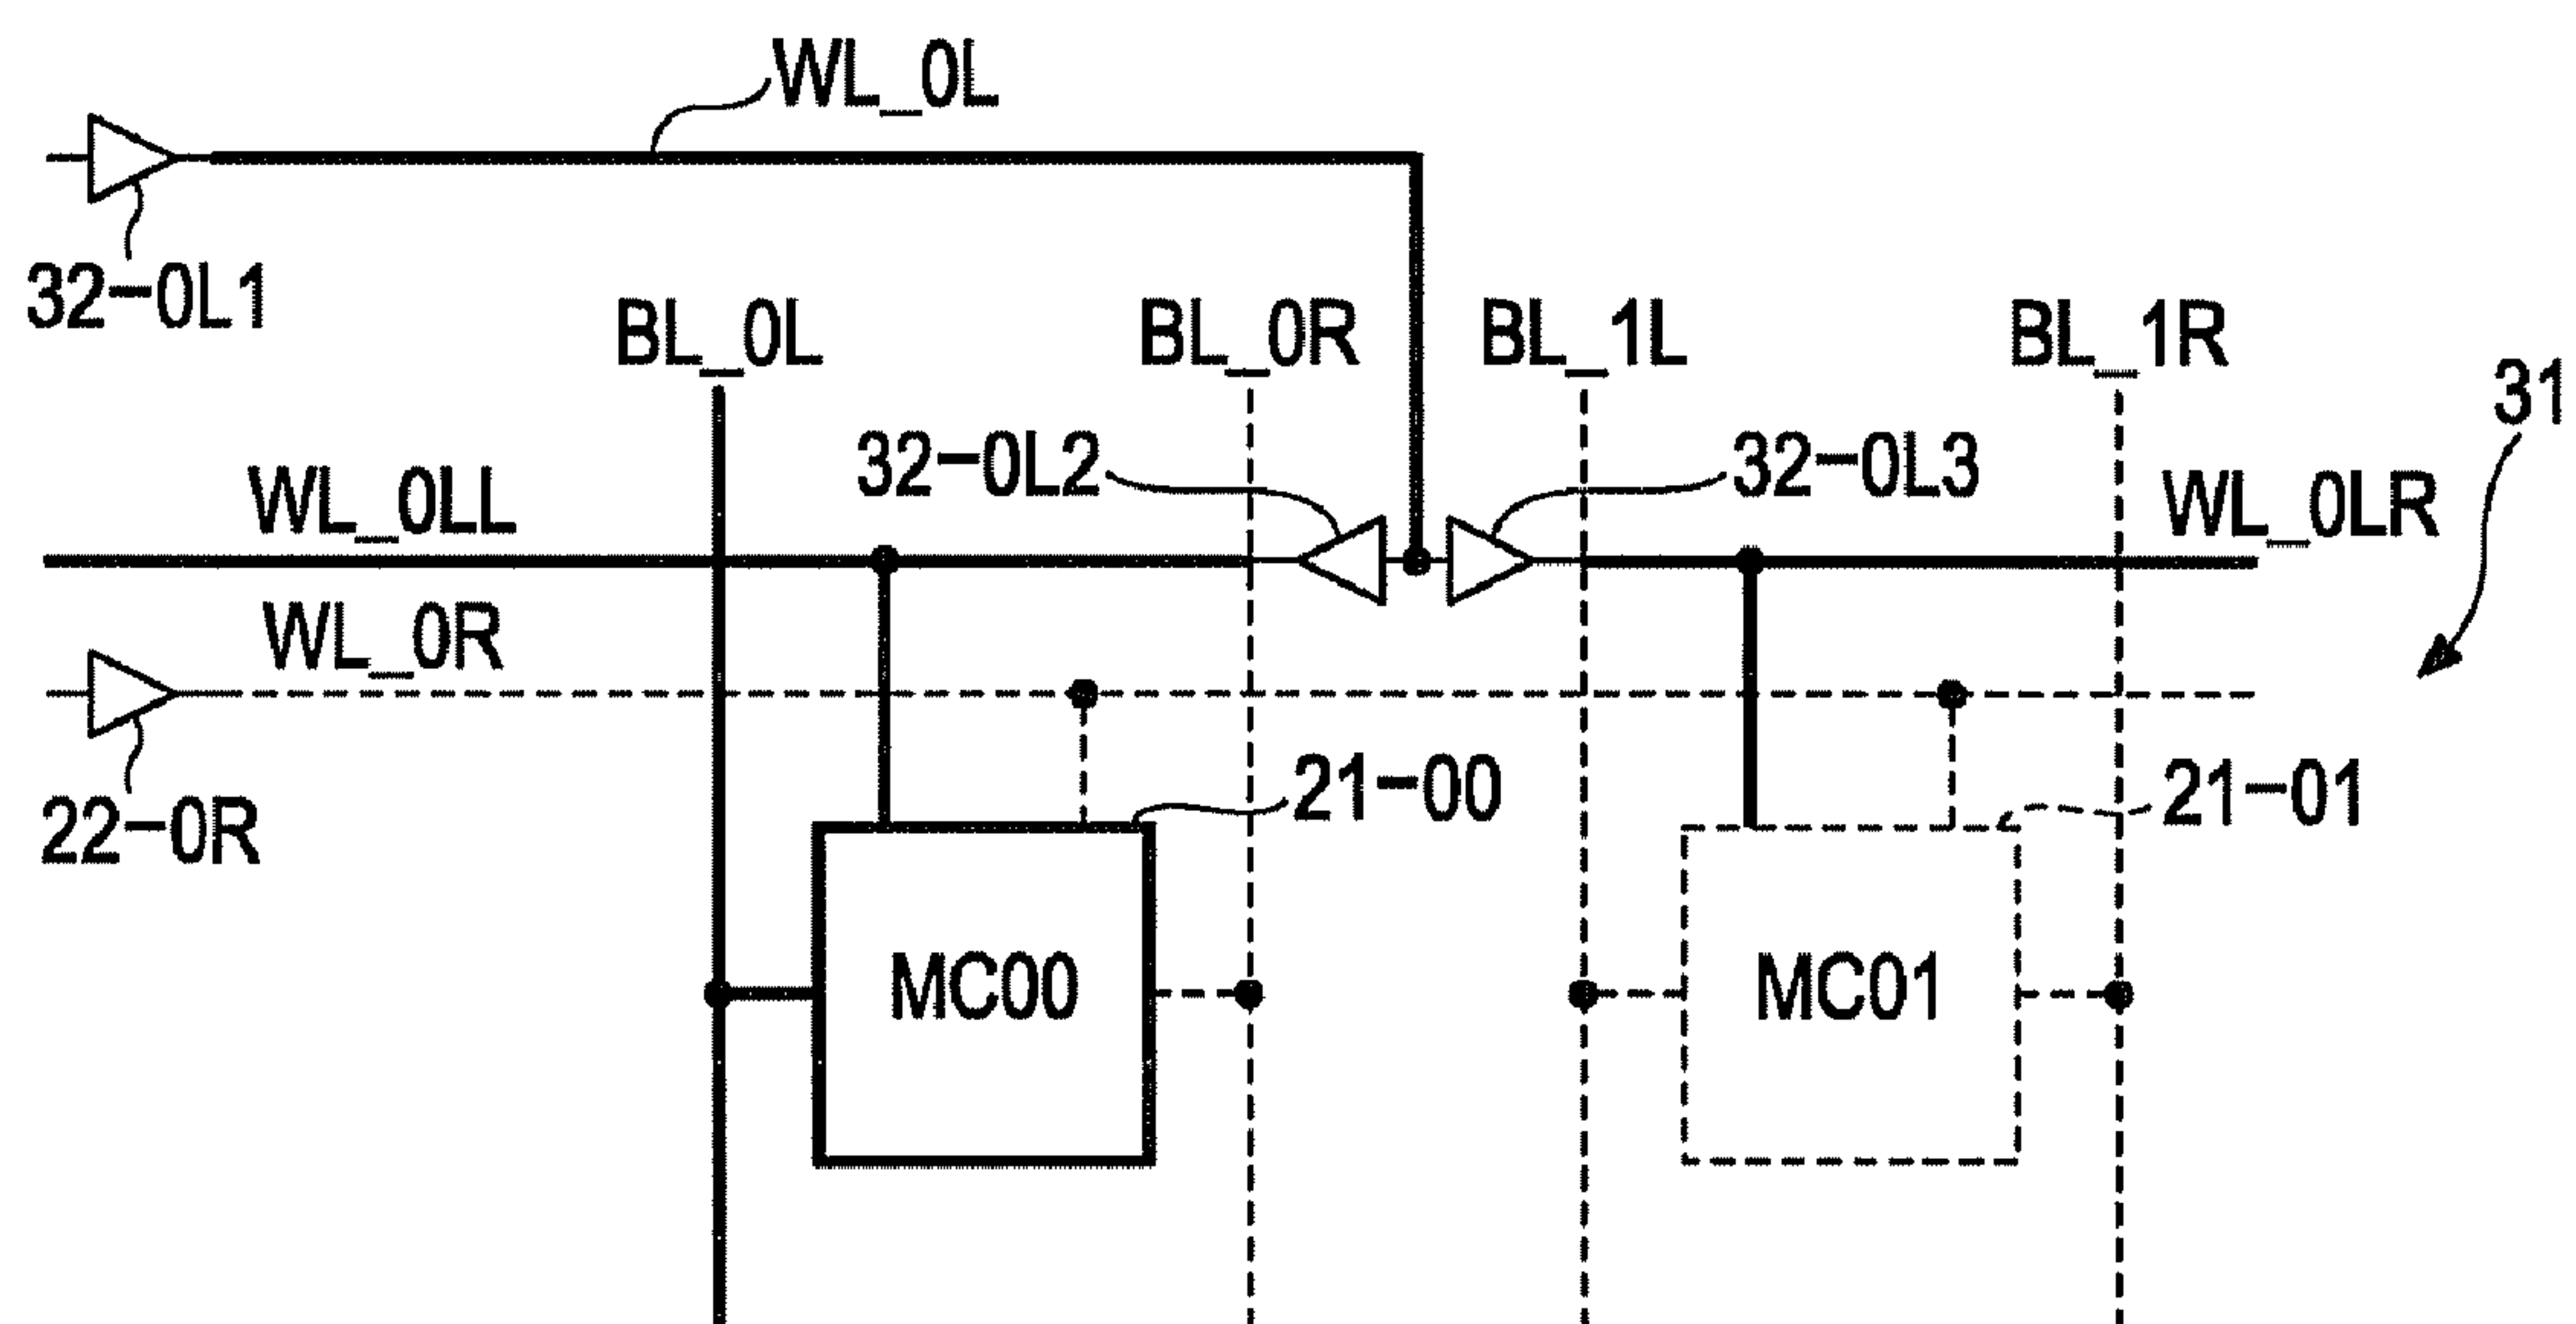 WL_0L
32-0L1
BL_0L
BL_0R
BL_1L
BL_1R
31
32-0L2
32-0L3
WL_0LL
WL_0LR
WL_0R
22-0R
21-00
21-01
MC00
MC01